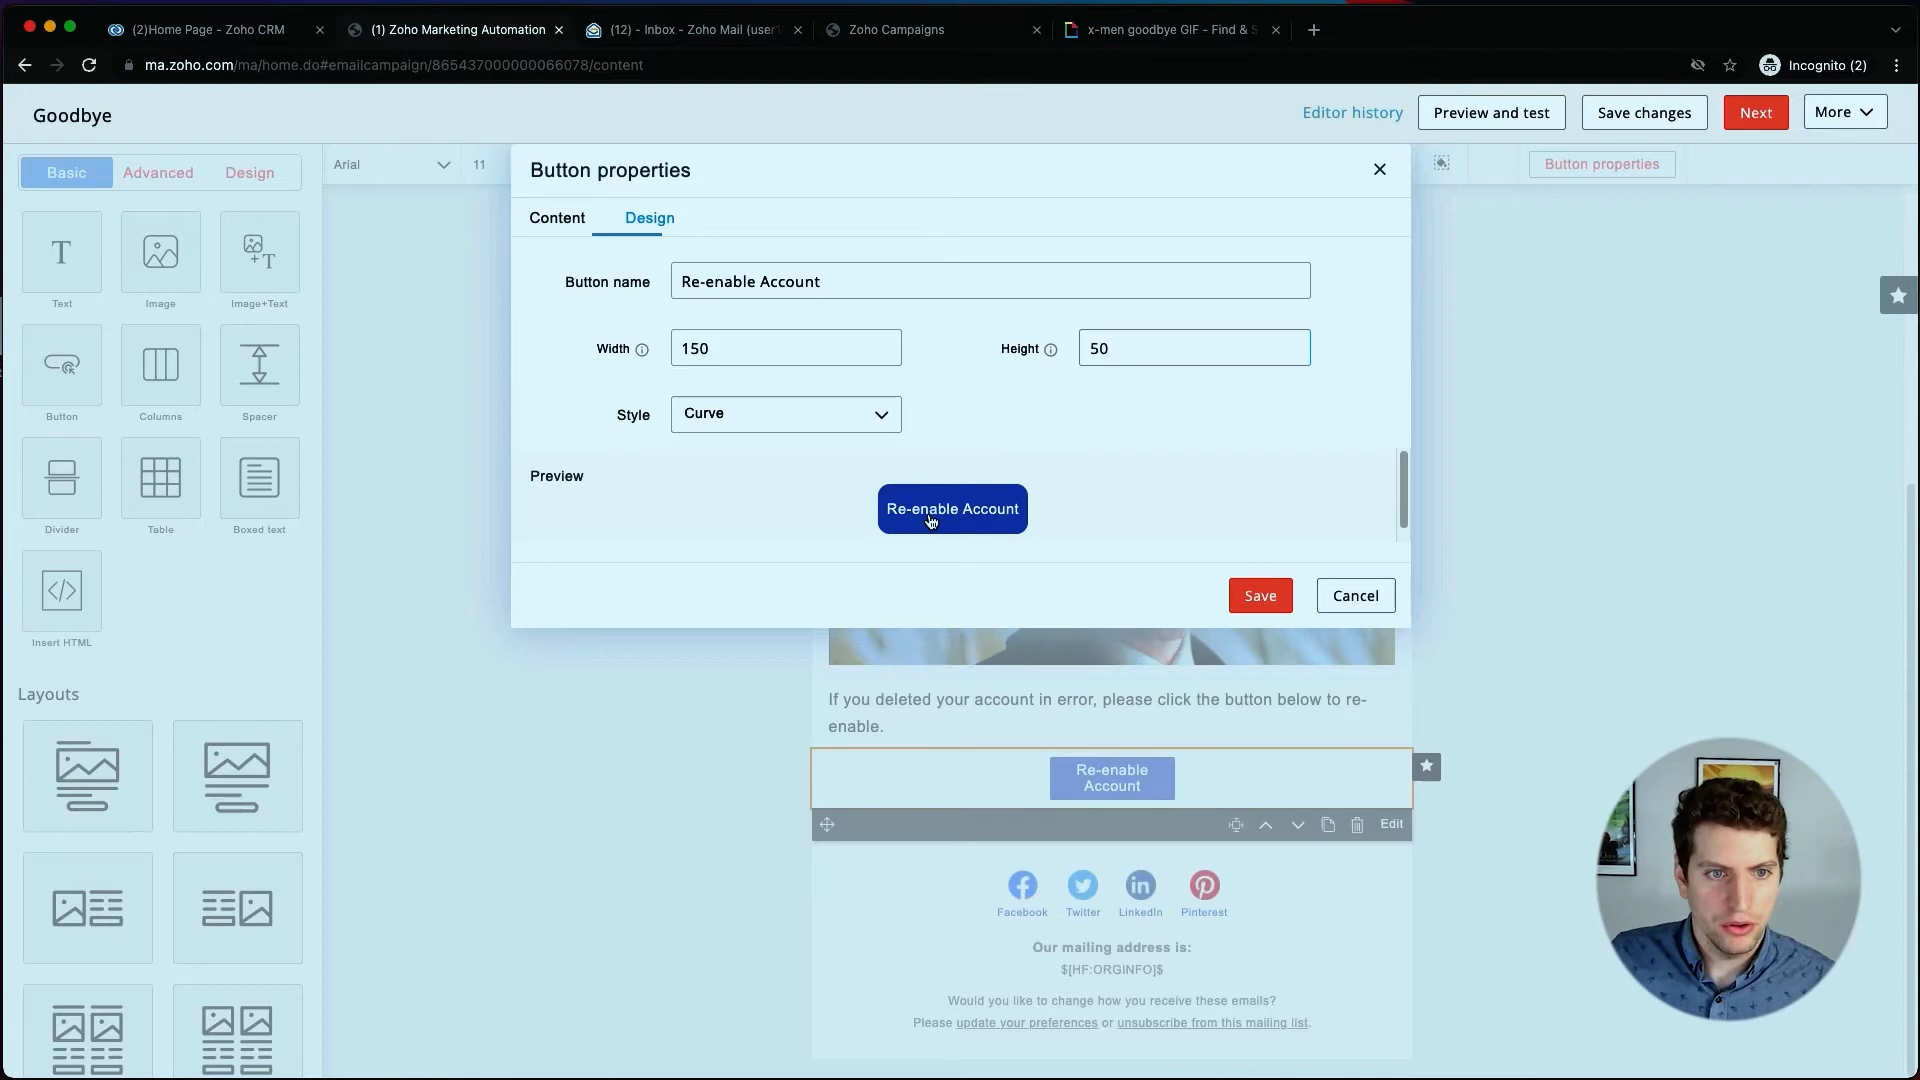 (2)Home Page - Zoho CRM
(1) Zoho Marketing Automation
(12) - Inbox - Zoho Mail (user1
Zoho Campaigns
x-men goodbye GIF - Find & S
ma.zoho.com/ma/home.do#emailcampaign/865437000000066078/content
Incognito (2)
Goodbye
Editor history
Preview and test
Save changes
Next
More
Basic
Advanced
Design
Arial
11
Button properties
Button properties
Content
Design
Button name
Re-enable Account
Width
150
Height
50
Style
Curve
Preview
Re-enable Account
Save
Cancel
T
Text
Image
+T
Image+Text
Button
Columns
Spacer
Divider
Table
Boxed text
</>
Insert HTML
Layouts
If you deleted your account in error, please click the button below to re-
enable.
Re-enable
Account
Edit
Facebook
Twitter
LinkedIn
Pinterest
Our mailing address is:
$[HF:ORGINFO]$
Would you like to change how you receive these emails?
Please update your preferences or unsubscribe from this mailing list.